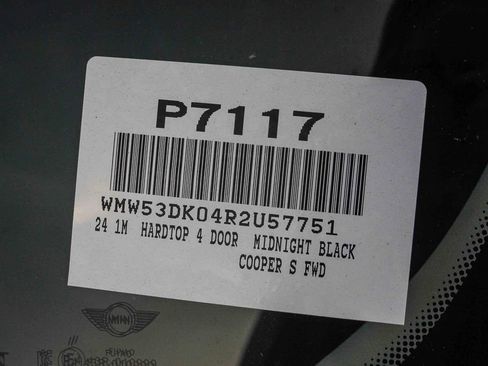 P7117
WMW53DK04R2U57751
24 1M HARDTOP 4 DOOR MIDNIGHT BLACK
COOPER S FWD
MINI